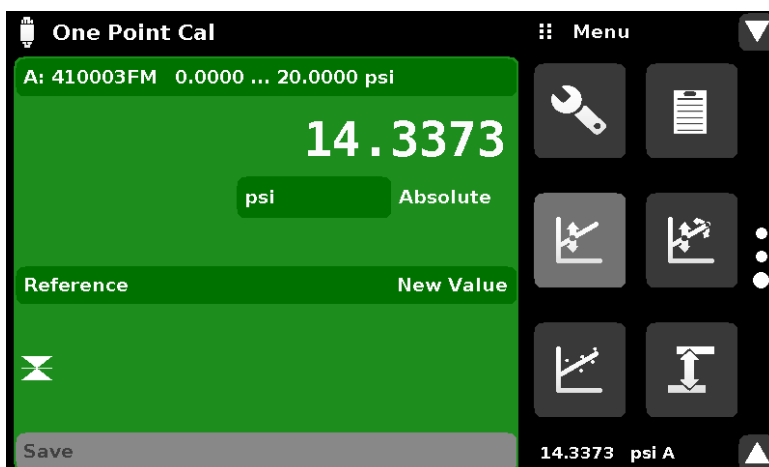 One Point Cal
Menu
A: 410003FM 0.0000 ... 20.0000 psi
14.3373
psi Absolute
Reference New Value
Save
14.3373 psi A